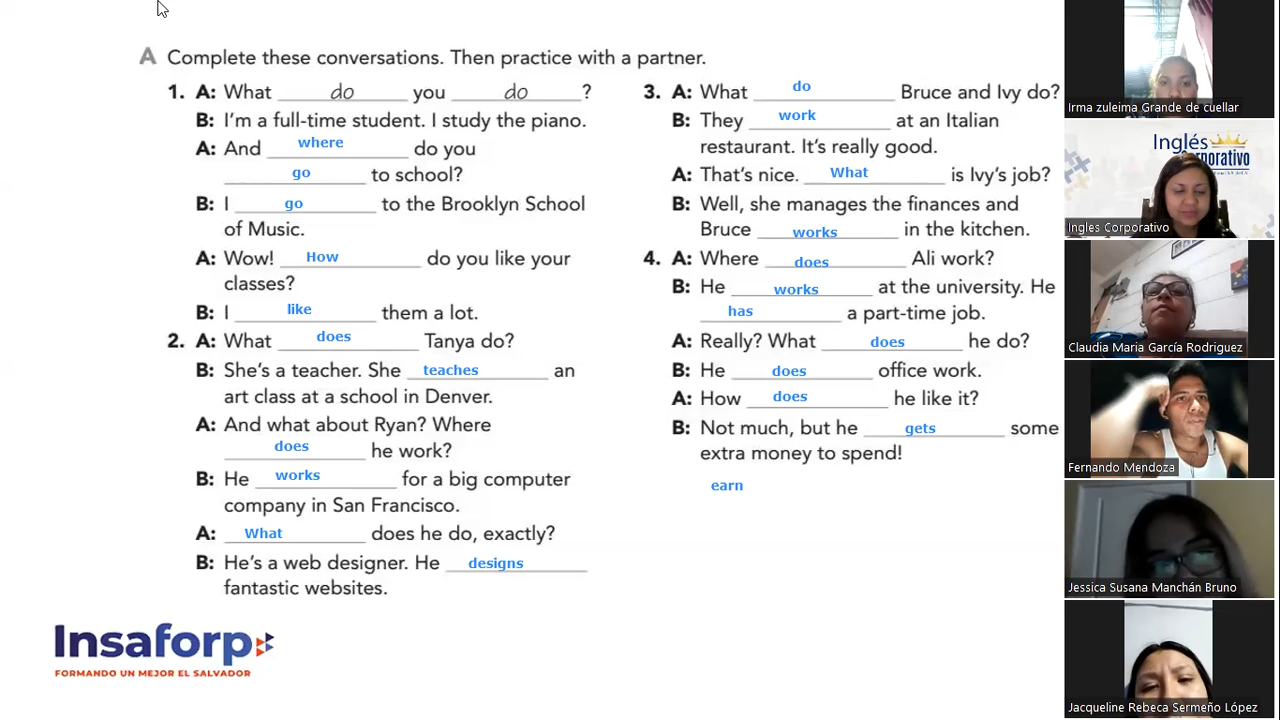 A Complete these conversations. Then practice with a partner.
1. A: What do you do ?
B: I'm a full-time student. I study the piano.
A: And where do you
go to school?
B: I go to the Brooklyn School
of Music.
A: Wow! How do you like your
classes?
B: I like them a lot.
2. A: What does Tanya do?
B: She's a teacher. She teaches an
art class at a school in Denver.
A: And what about Ryan? Where
does he work?
B: He works for a big computer
company in San Francisco.
A: What does he do, exactly?
B: He's a web designer. He designs
fantastic websites.
3. A: What do Bruce and Ivy do?
B: They work at an Italian
restaurant. It's really good.
A: That's nice. What is Ivy's job?
B: Well, she manages the finances and
Bruce works in the kitchen.
4. A: Where does Ali work?
B: He works at the university. He
has a part-time job.
A: Really? What does he do?
B: He does office work.
A: How does he like it?
B: Not much, but he gets some
extra money to spend!
earn
Insaforp
FORMANDO UN MEJOR EL SALVADOR
Irma zuleima Grande de cuellar
Inglés
Corporativo
Ingles Corporativo
Claudia Maria García Rodriguez
Fernando Mendoza
Jessica Susana Manchán Bruno
Jacqueline Rebeca Sermeño López